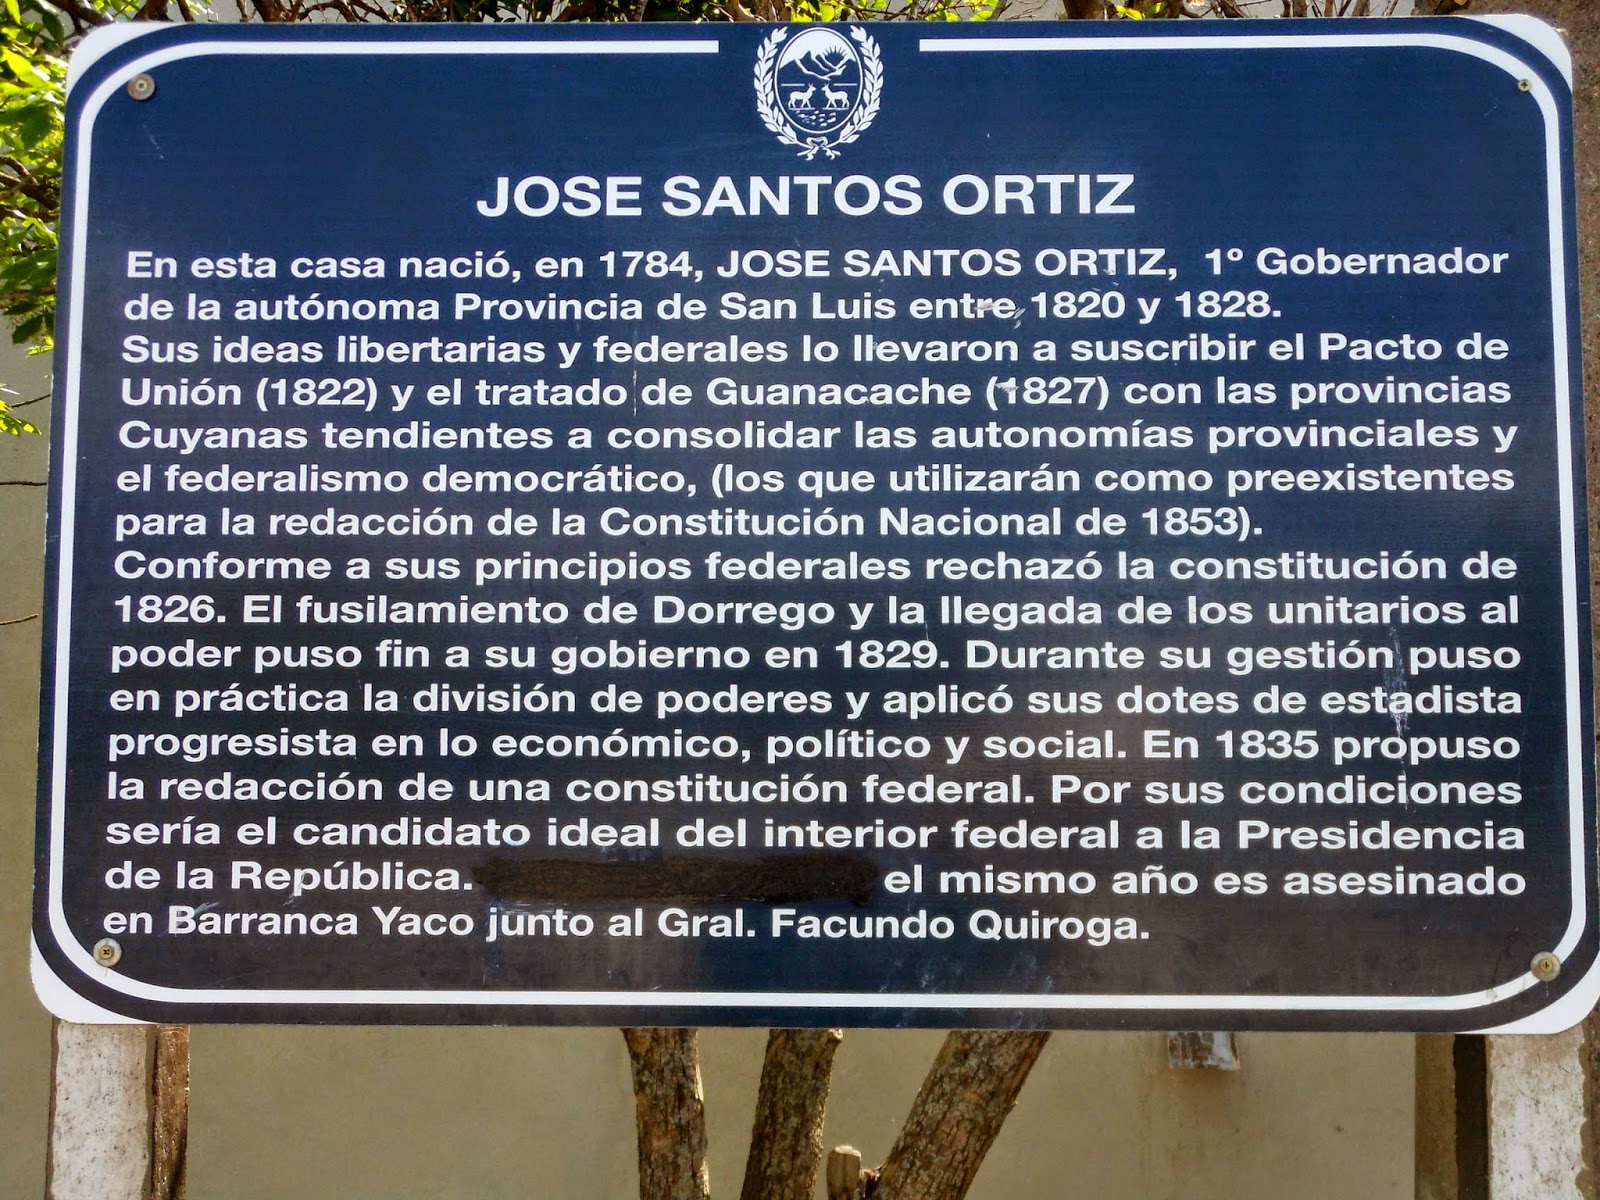 JOSE SANTOS ORTIZ
En esta casa nació, en 1784, JOSE SANTOS ORTIZ, 1º Gobernador
de la autónoma Provincia de San Luis entre 1820 y 1828.
Sus ideas libertarias y federales lo llevaron a suscribir el Pacto de
Unión (1822) y el tratado de Guanacache (1827) con las provincias
Cuyanas tendientes a consolidar las autonomías provinciales y
el federalismo democrático, (los que utilizarán como preexistentes
para la redacción de la Constitución Nacional de 1853).
Conforme a sus principios federales rechazó la constitución de
1826. El fusilamiento de Dorrego y la llegada de los unitarios al
poder puso fin a su gobierno en 1829. Durante su gestión puso
en práctica la división de poderes y aplicó sus dotes de estadista
progresista en lo económico, político y social. En 1835 propuso
la redacción de una constitución federal. Por sus condiciones
sería el candidato ideal del interior federal a la Presidencia
de la República. el mismo año es asesinado
en Barranca Yaco junto al Gral. Facundo Quiroga.